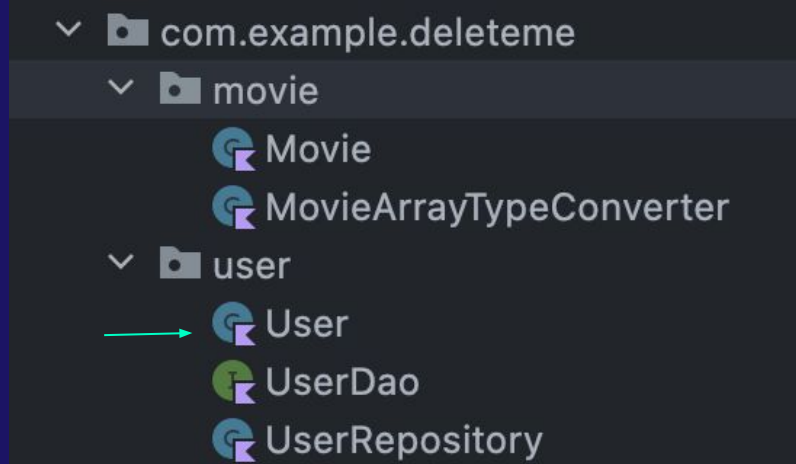 com.example.deleteme
movie
Movie
MovieArrayTypeConverter
user
User
UserDao
UserRepository